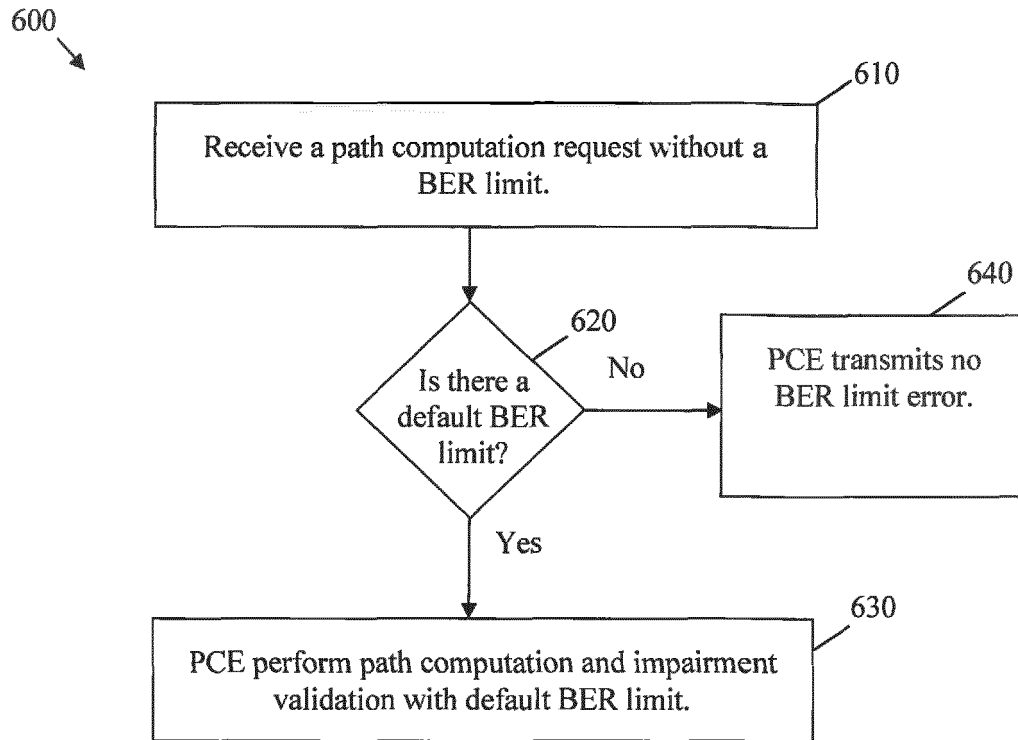 600
610
Receive a path computation request without a
BER limit.
640
620
No
PCE transmits no
BER limit error.
Is there a
default BER
limit?
Yes
630
PCE perform path computation and impairment
validation with default BER limit.